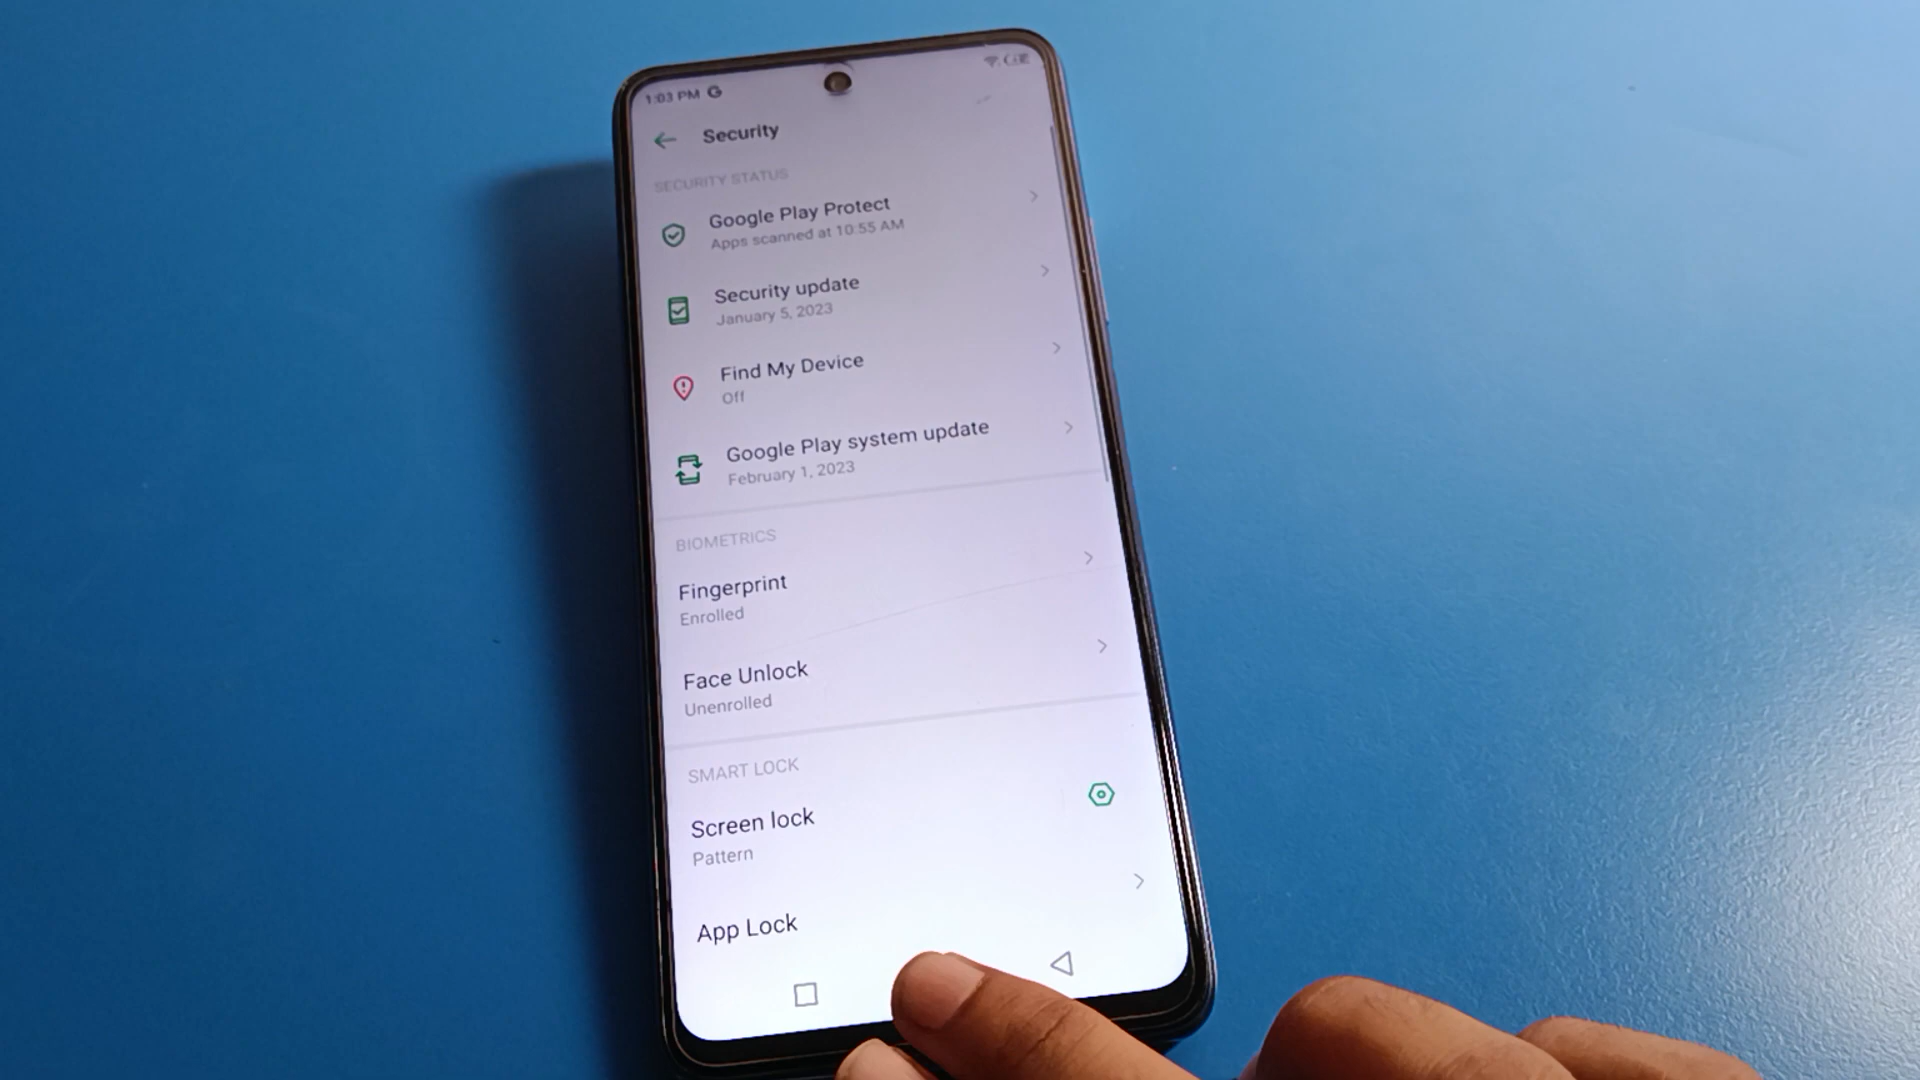 1:03 PM G
Security
SECURITY STATUS
Google Play Protect
Apps scanned at 10:55 AM
Security update
January 5, 2023
Find My Device
Off
Google Play system update
February 1, 2023
BIOMETRICS
Fingerprint
Enrolled
Face Unlock
Unenrolled
SMART LOCK
Screen lock
Pattern
App Lock